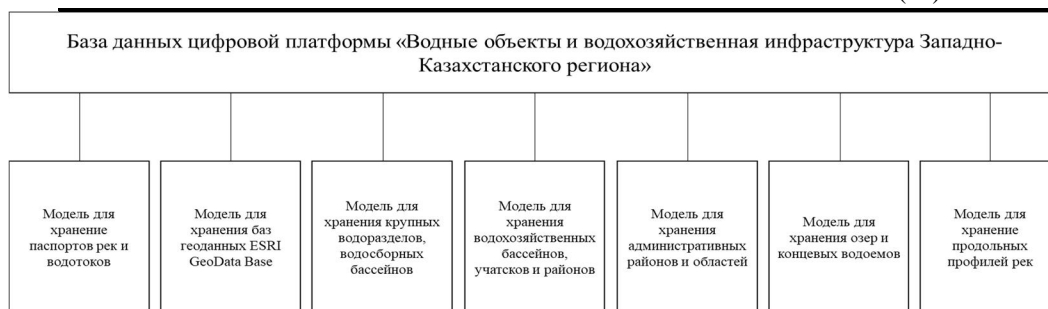 База данных цифровой платформы «Водные объекты и водохозяйственная инфраструктура Западно-
Казахстанского региона»
Модель для
хранение
паспортов рек и
водотоков
Модель для
хранения баз
геоданных ESRI
GeoData Base
Модель для
хранения крупных
водоразделов,
водосборных
бассейнов
Модель для
хранения
водохозяйственных
бассейнов,
учатсков и районов
Модель для
хранения
административных
районов и областей
Модель для
хранения озер и
концевых водоемов
Модель для
хранение
продольных
профилей рек